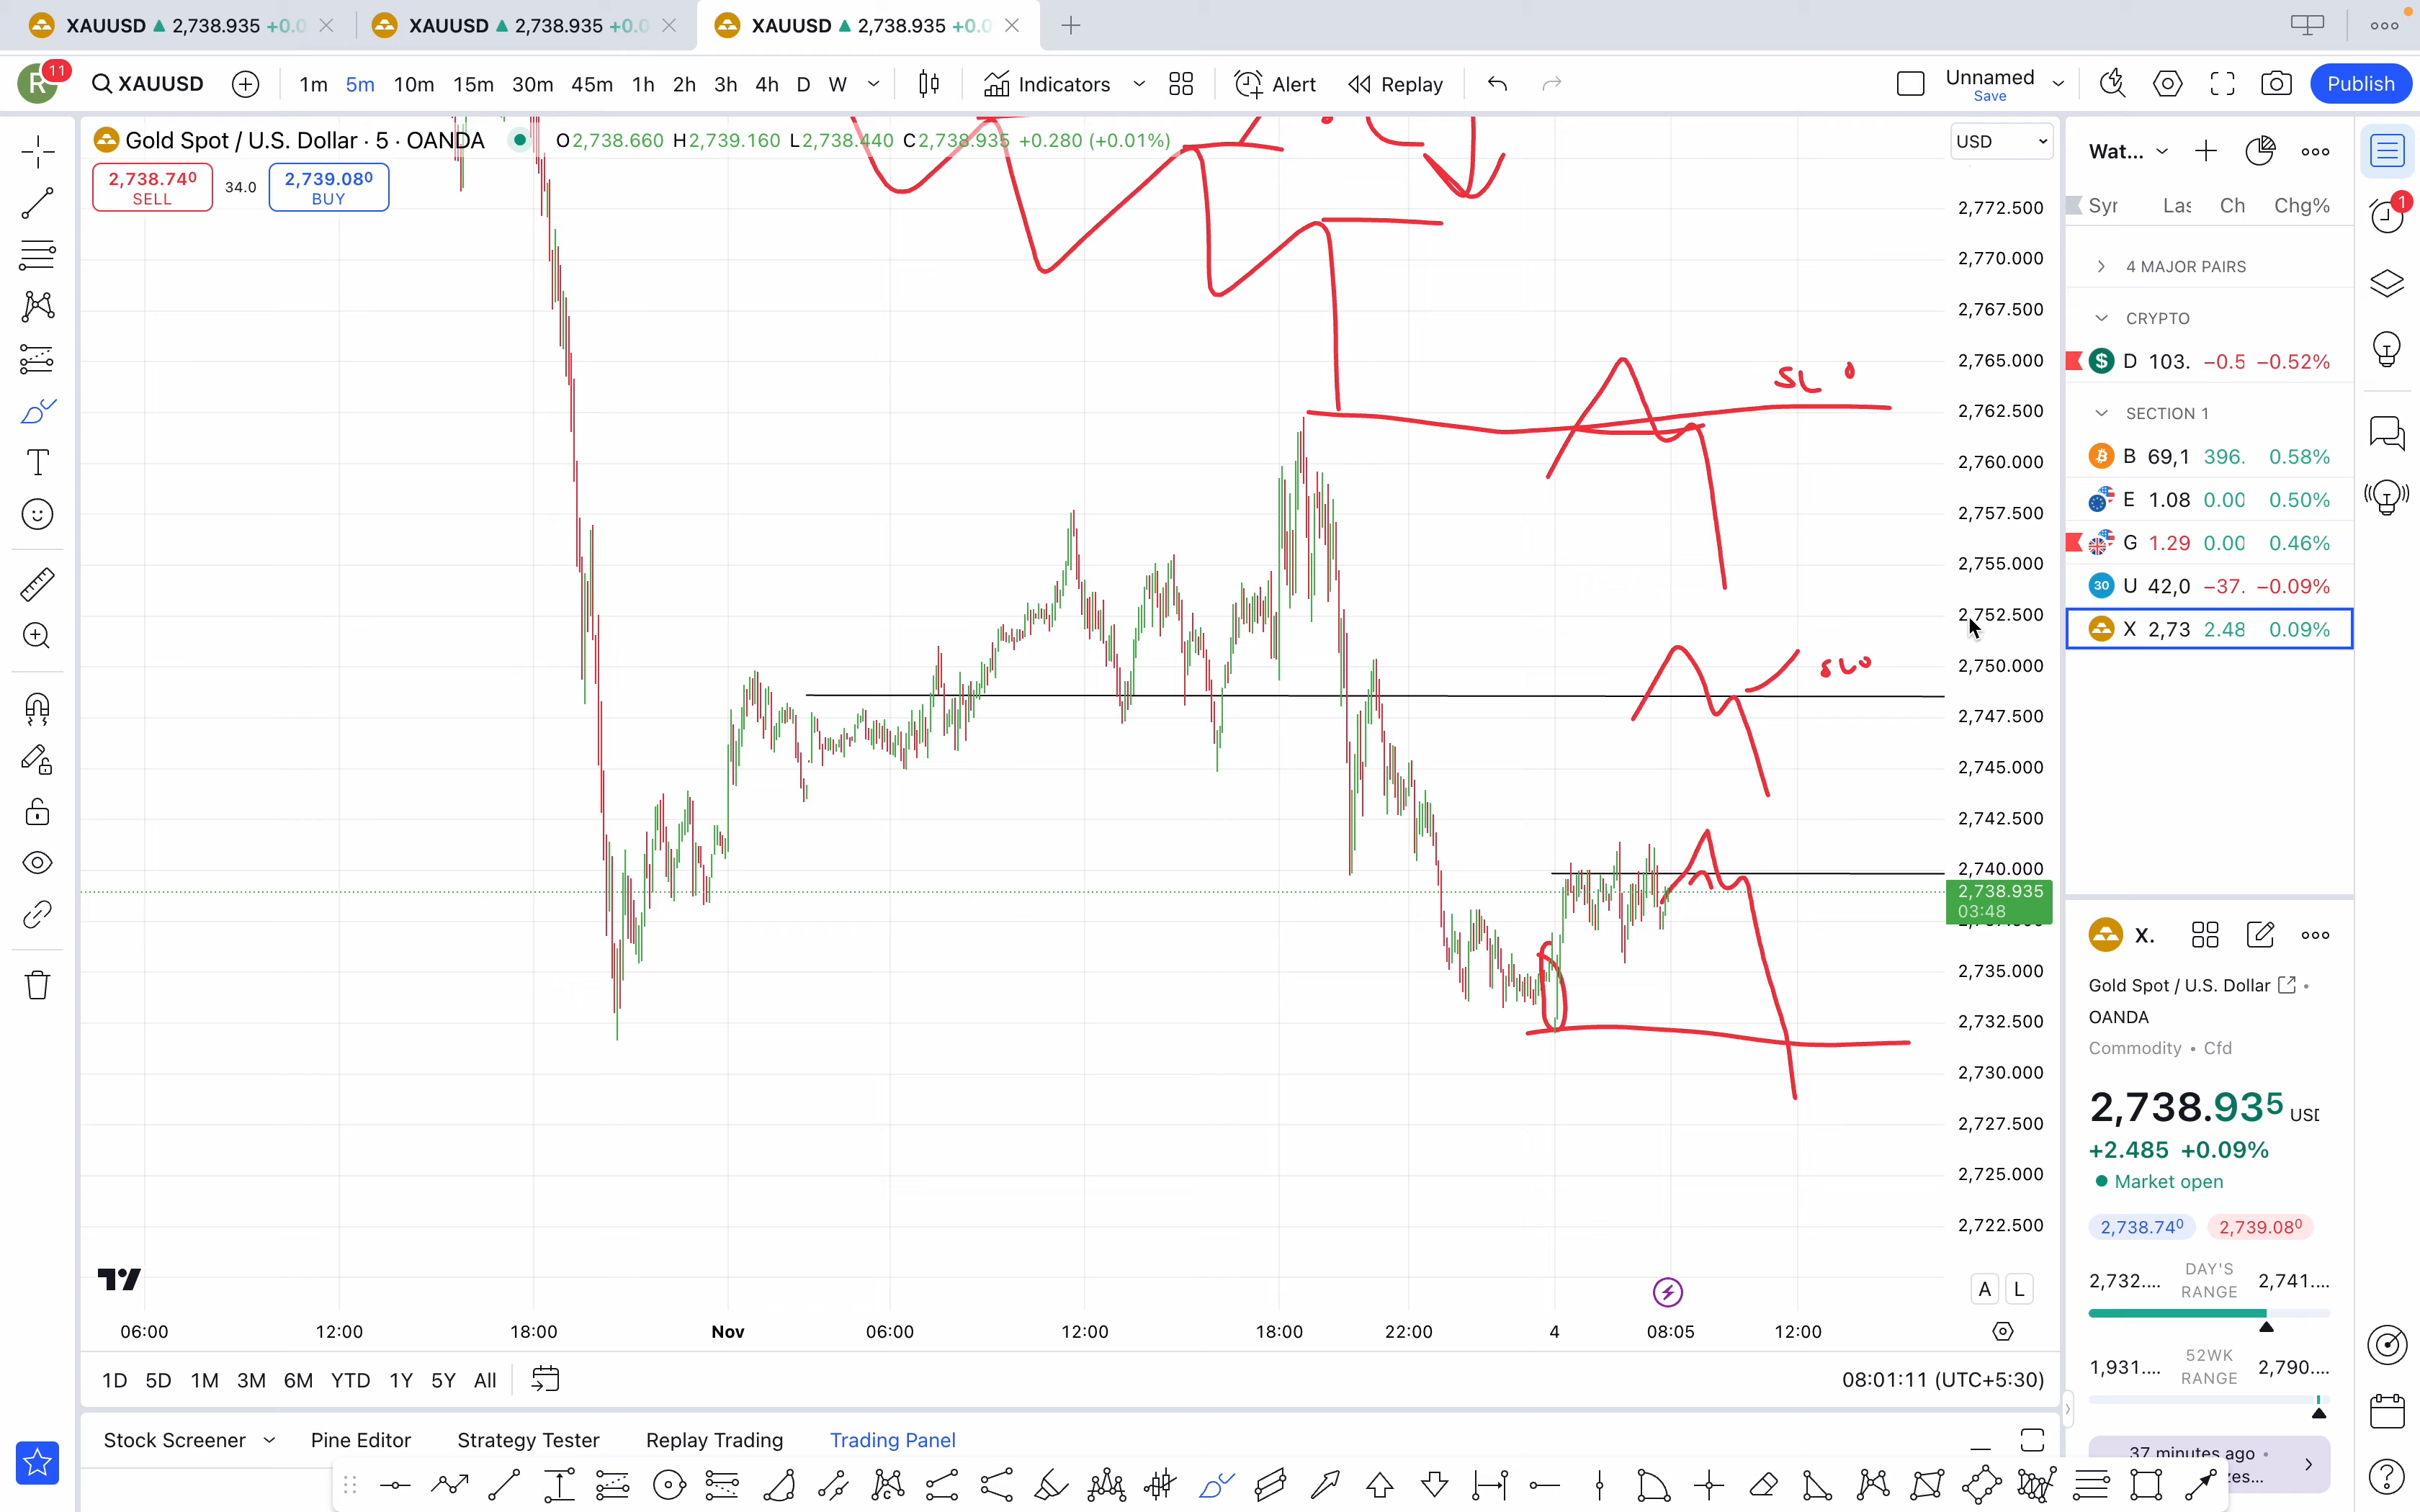 XAUUSD ▲ 2,738.935 +0.0
XAUUSD ▲ 2,738.935 +0.0
XAUUSD ▲ 2,738.935 +0.0
R 11
XAUUSD
1m 5m 10m 15m 30m 45m 1h 2h 3h 4h D W
Indicators
Alert
Replay
Unnamed
Save
Publish
Gold Spot / U.S. Dollar · 5 · OANDA
O2,738.660 H2,739.160 L2,738.440 C2,738.935 +0.280 (+0.01%)
2,738.740
SELL
34.0
2,739.080
BUY
USD
2,772.500
2,770.000
2,767.500
2,765.000
2,762.500
2,760.000
2,757.500
2,755.000
2,752.500
2,750.000
2,747.500
2,745.000
2,742.500
2,740.000
2,738.935
03:48
2,735.000
2,732.500
2,730.000
2,727.500
2,725.000
2,722.500
SL
SL
A L
06:00 12:00 18:00 Nov 06:00 12:00 18:00 22:00 4 08:05 12:00
1D 5D 1M 3M 6M YTD 1Y 5Y All
08:01:11 (UTC+5:30)
Stock Screener Pine Editor Strategy Tester Replay Trading Trading Panel
Wat...
Syr Las Ch Chg%
4 MAJOR PAIRS
CRYPTO
D 103. −0.5 −0.52%
SECTION 1
B 69,1 396. 0.58%
E 1.08 0.00 0.50%
G 1.29 0.00 0.46%
30 U 42,0 −37. −0.09%
X 2,73 2.48 0.09%
1
X.
Gold Spot / U.S. Dollar •
OANDA
Commodity • Cfd
2,738.935 USD
+2.485 +0.09%
Market open
2,738.740 2,739.080
2,732.... DAY'S RANGE 2,741....
1,931.... 52WK RANGE 2,790....
37 minutes ago •
zes...